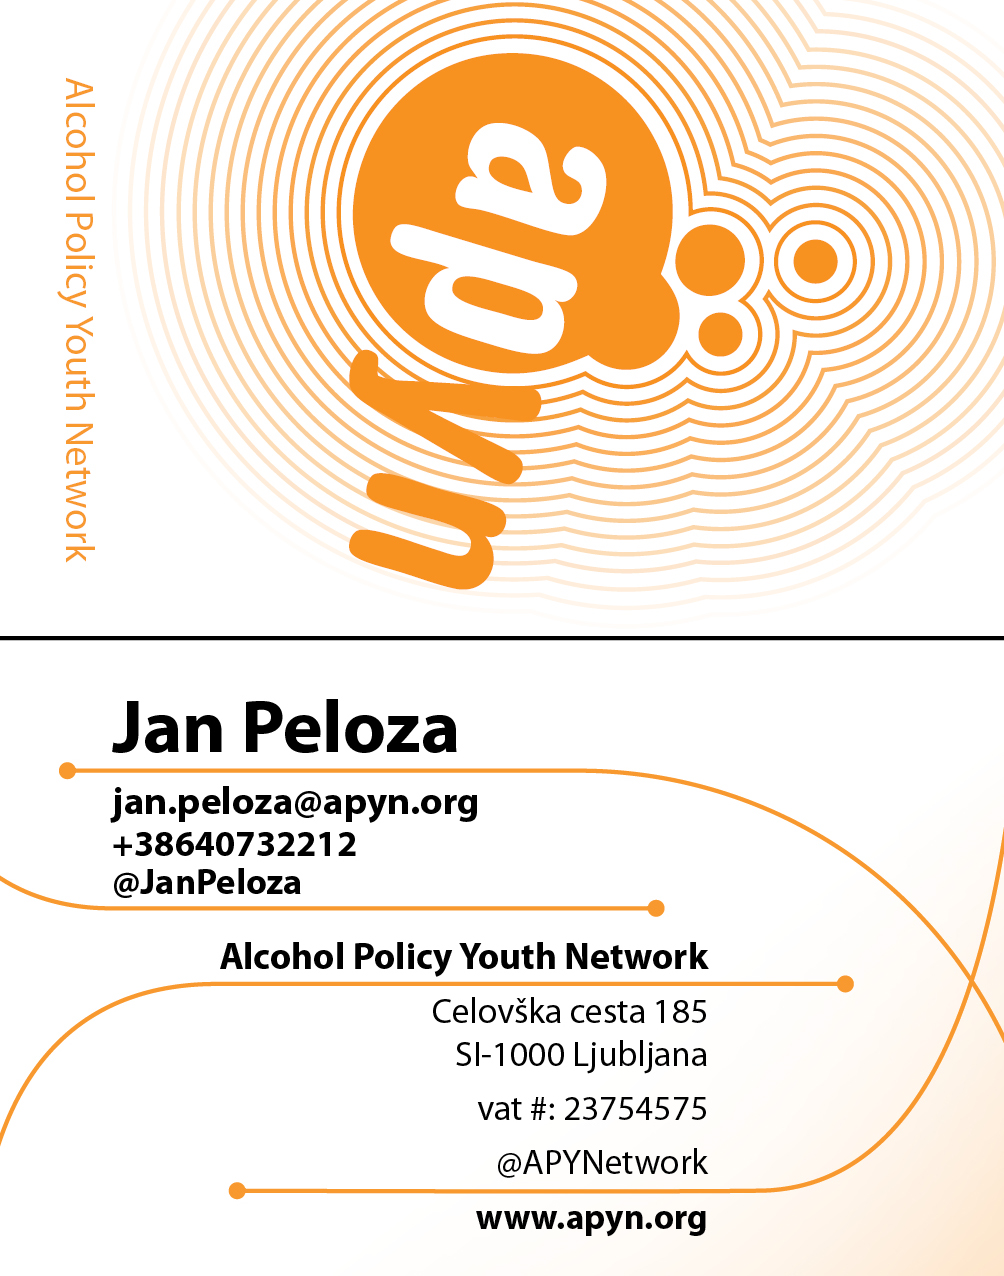 Alcohol Policy Youth Network
apyn
Jan Peloza
jan.peloza@apyn.org
+38640732212
@JanPeloza
Alcohol Policy Youth Network
Celovška cesta 185
SI-1000 Ljubljana
vat #: 23754575
@APYNetwork
www.apyn.org